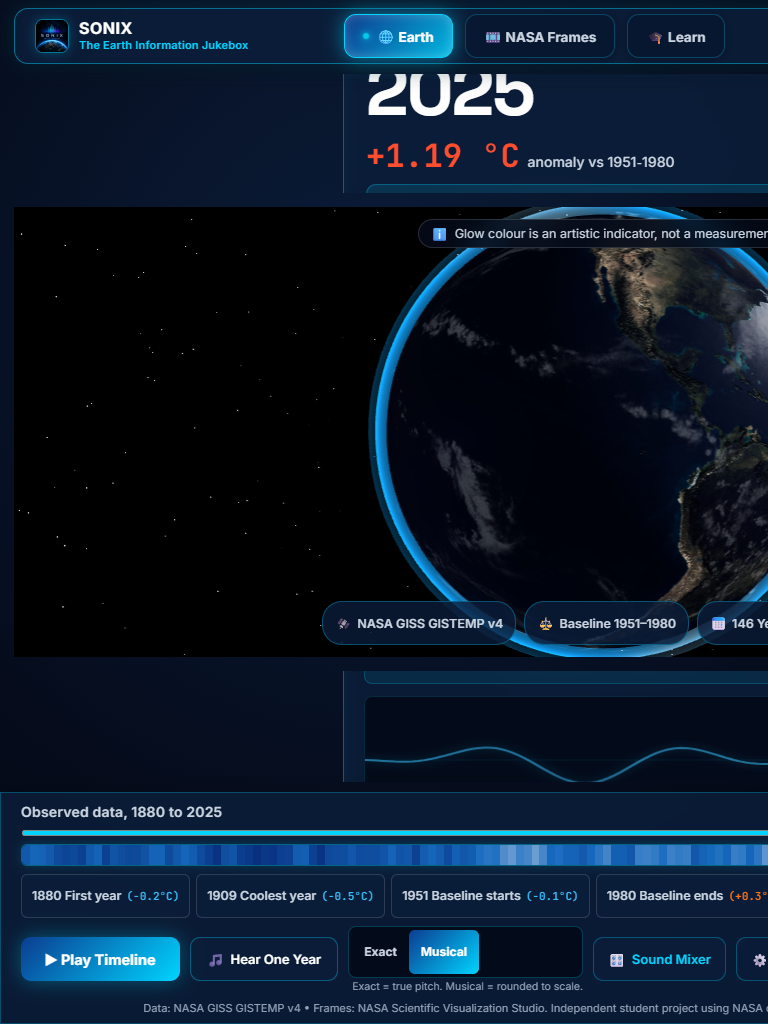 SONIX
The Earth Information Jukebox
Earth
NASA Frames
Learn
2025
+1.19 °C anomaly vs 1951-1980
Glow colour is an artistic indicator, not a
NASA GISS GISTEMP v4
Baseline 1951–1980
146
Observed data, 1880 to 2025
1880 First year (-0.2°C)
1909 Coolest year (-0.5°C)
1951 Baseline starts (-0.1°C)
1980 Baseline ends (+0.3°
▶ Play Timeline
Hear One Year
Exact
Musical
Sound Mixer
Exact = true pitch. Musical = rounded to scale.
Data: NASA GISS GISTEMP v4 • Frames: NASA Scientific Visualization Studio. Independent student project using NASA